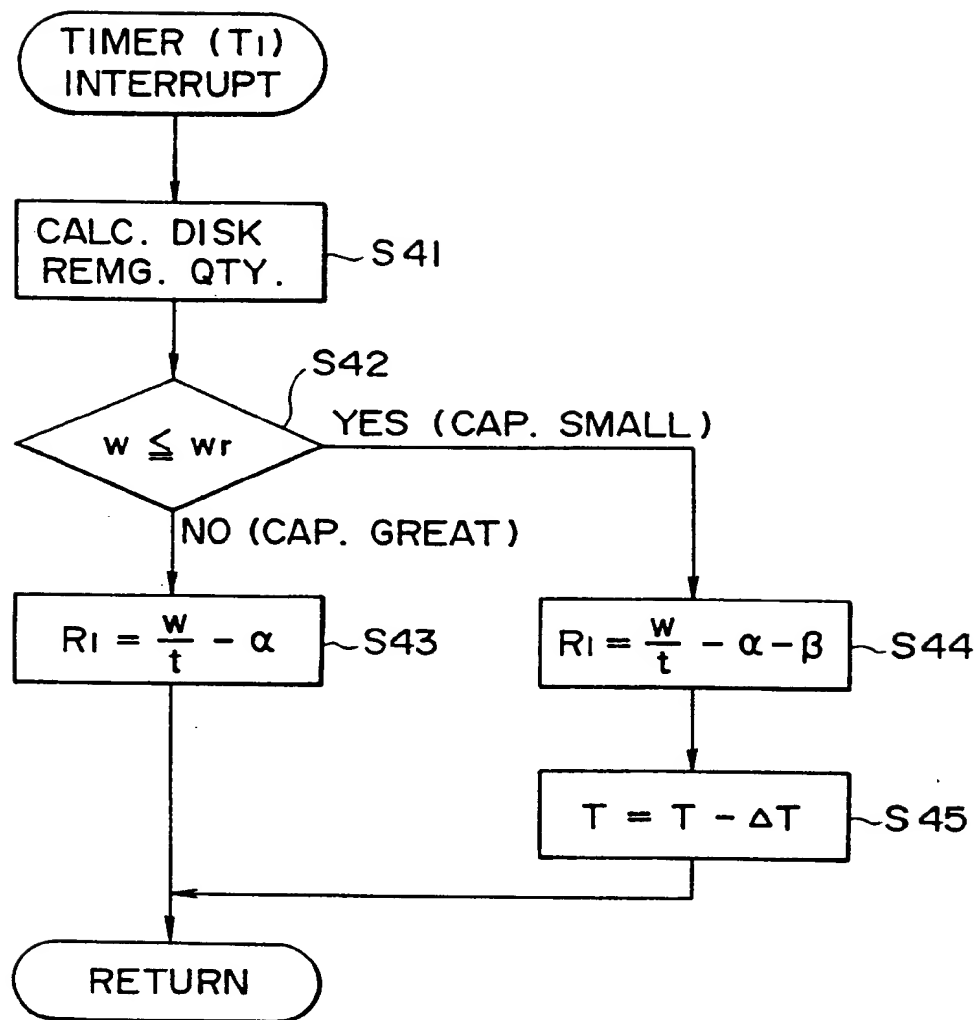 TIMER (T1)
INTERRUPT
CALC. DISK
REMG. QTY.
S41
S42
w ≦ wr
YES (CAP. SMALL)
NO (CAP. GREAT)
R1 = w/t - α
S43
R1 = w/t - α - β
S44
T = T - ΔT
S45
RETURN